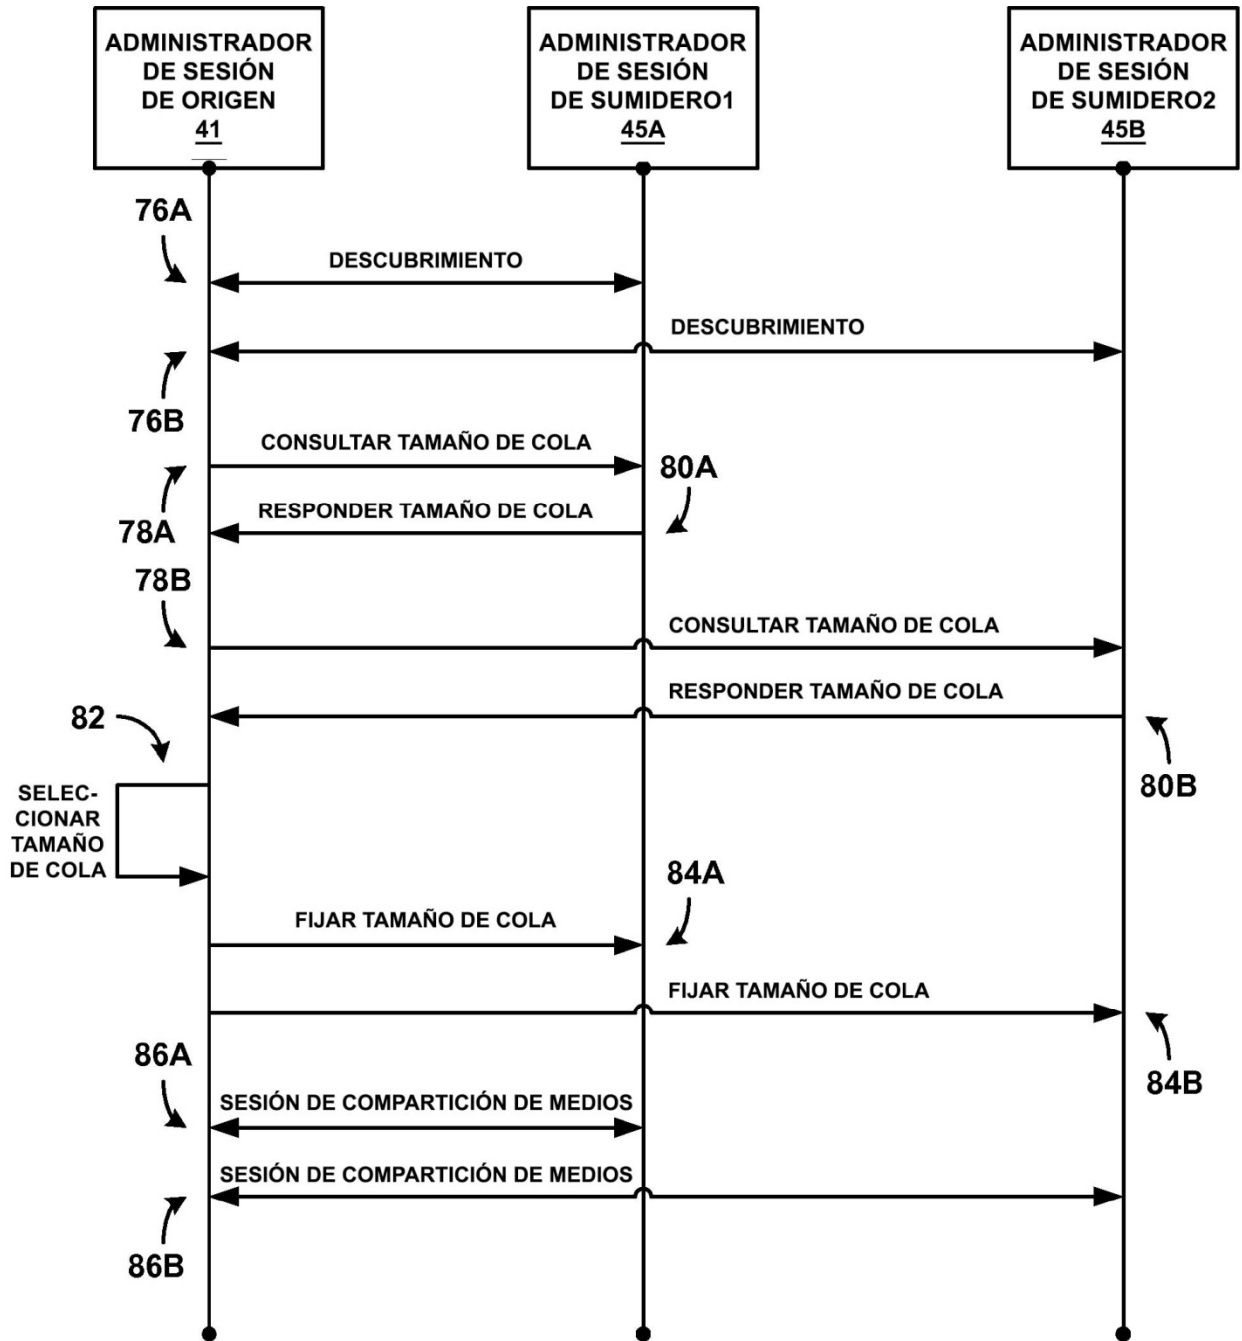 ADMINISTRADOR
DE SESIÓN
DE ORIGEN
41
ADMINISTRADOR
DE SESIÓN
DE SUMIDERO1
45A
ADMINISTRADOR
DE SESIÓN
DE SUMIDERO2
45B
76A
DESCUBRIMIENTO
DESCUBRIMIENTO
76B
CONSULTAR TAMAÑO DE COLA
80A
RESPONDER TAMAÑO DE COLA
78A
78B
CONSULTAR TAMAÑO DE COLA
RESPONDER TAMAÑO DE COLA
82
80B
SELEC-
CIONAR
TAMAÑO
DE COLA
84A
FIJAR TAMAÑO DE COLA
FIJAR TAMAÑO DE COLA
86A
84B
SESIÓN DE COMPARTICIÓN DE MEDIOS
SESIÓN DE COMPARTICIÓN DE MEDIOS
86B